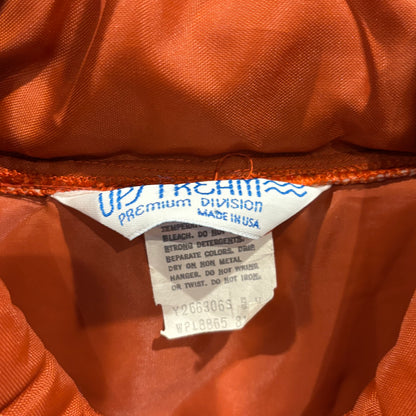 UPSTREAM
PREMIUM DIVISION
MADE IN USA
BLEACH. DO NOT
STRONG DETERGENTS.
SEPARATE COLORS. DRIP
DRY ON NON METAL
HANGER. DO NOT WRING
OR TWIST. DO NOT IRON.
Y266306S
WPL8865